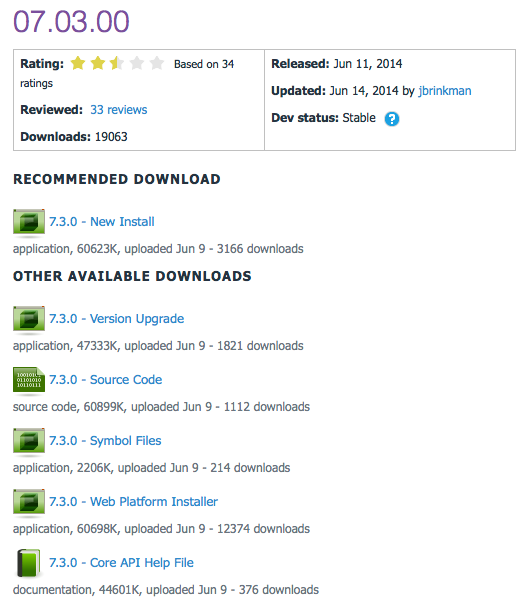 07.03.00
Rating: Based on 34
ratings
Reviewed: 33 reviews
Downloads: 19063
Released: Jun 11, 2014
Updated: Jun 14, 2014 by jbrinkman
Dev status: Stable ?
RECOMMENDED DOWNLOAD
7.3.0 - New Install
application, 60623K, uploaded Jun 9 - 3166 downloads
OTHER AVAILABLE DOWNLOADS
7.3.0 - Version Upgrade
application, 47333K, uploaded Jun 9 - 1821 downloads
1001010
01101010
10110111
7.3.0 - Source Code
source code, 60899K, uploaded Jun 9 - 1112 downloads
7.3.0 - Symbol Files
application, 2206K, uploaded Jun 9 - 214 downloads
7.3.0 - Web Platform Installer
application, 60698K, uploaded Jun 9 - 12374 downloads
7.3.0 - Core API Help File
documentation, 44601K, uploaded Jun 9 - 376 downloads